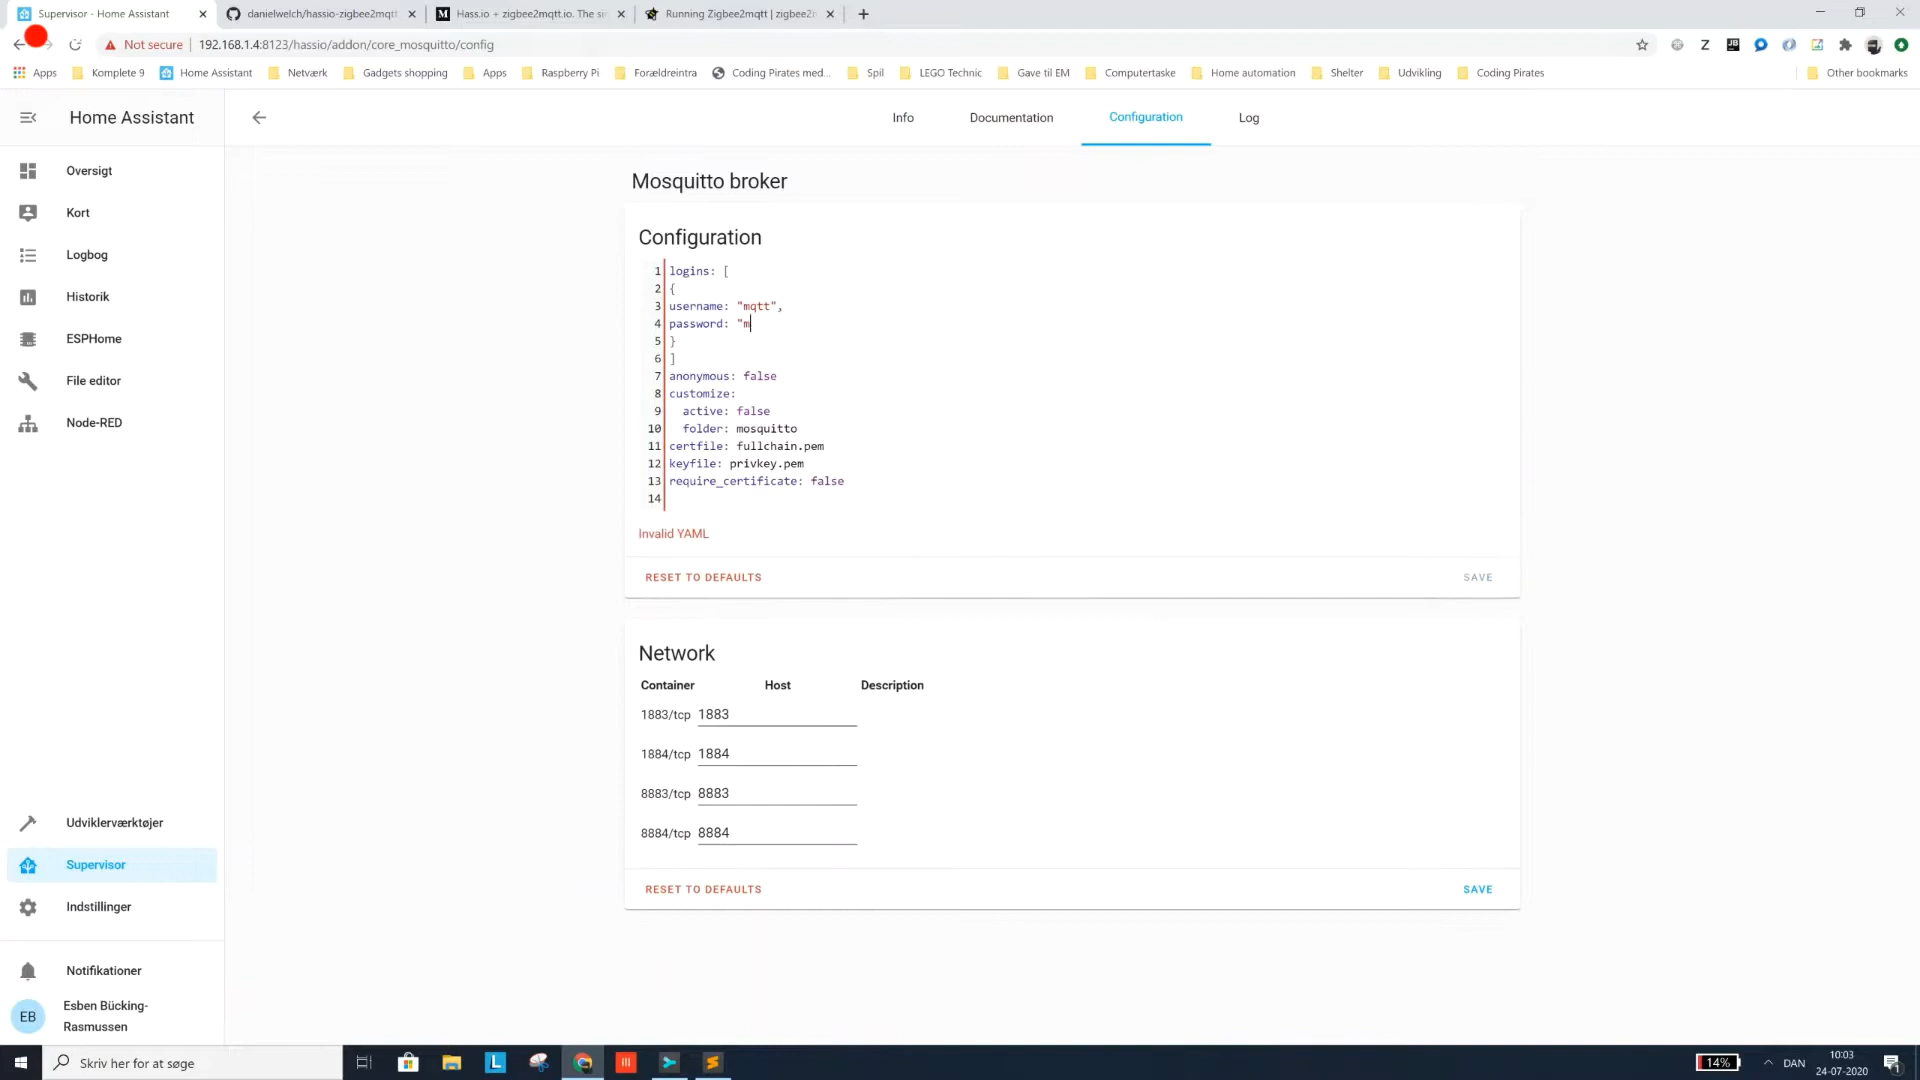 Supervisor - Home Assistant
danielwelch/hassio-zigbee2mqtt
Hass.io + zigbee2mqtt.io. The sir
Running Zigbee2mqtt | zigbee2
Not secure | 192.168.1.4:8123/hassio/addon/core_mosquitto/config
Apps
Komplete 9
Home Assistant
Netværk
Gadgets shopping
Apps
Raspberry Pi
Forældreintra
Coding Pirates med...
Spil
LEGO Technic
Gave til EM
Computertaske
Home automation
Shelter
Udvikling
Coding Pirates
Other bookmarks
Home Assistant
Info
Documentation
Configuration
Log
Oversigt
Kort
Logbog
Historik
ESPHome
File editor
Node-RED
Udviklerværktøjer
Supervisor
Indstillinger
Notifikationer
EB
Esben Bücking-
Rasmussen
Mosquitto broker
Configuration
1 logins: [
2 {
3 username: "mqtt",
4 password: "m
5 }
6 ]
7 anonymous: false
8 customize:
9 active: false
10 folder: mosquitto
11 certfile: fullchain.pem
12 keyfile: privkey.pem
13 require_certificate: false
14
Invalid YAML
RESET TO DEFAULTS
SAVE
Network
Container Host Description
1883/tcp 1883
1884/tcp 1884
8883/tcp 8883
8884/tcp 8884
RESET TO DEFAULTS
SAVE
Skriv her for at søge
14%
DAN
10:03
24-07-2020